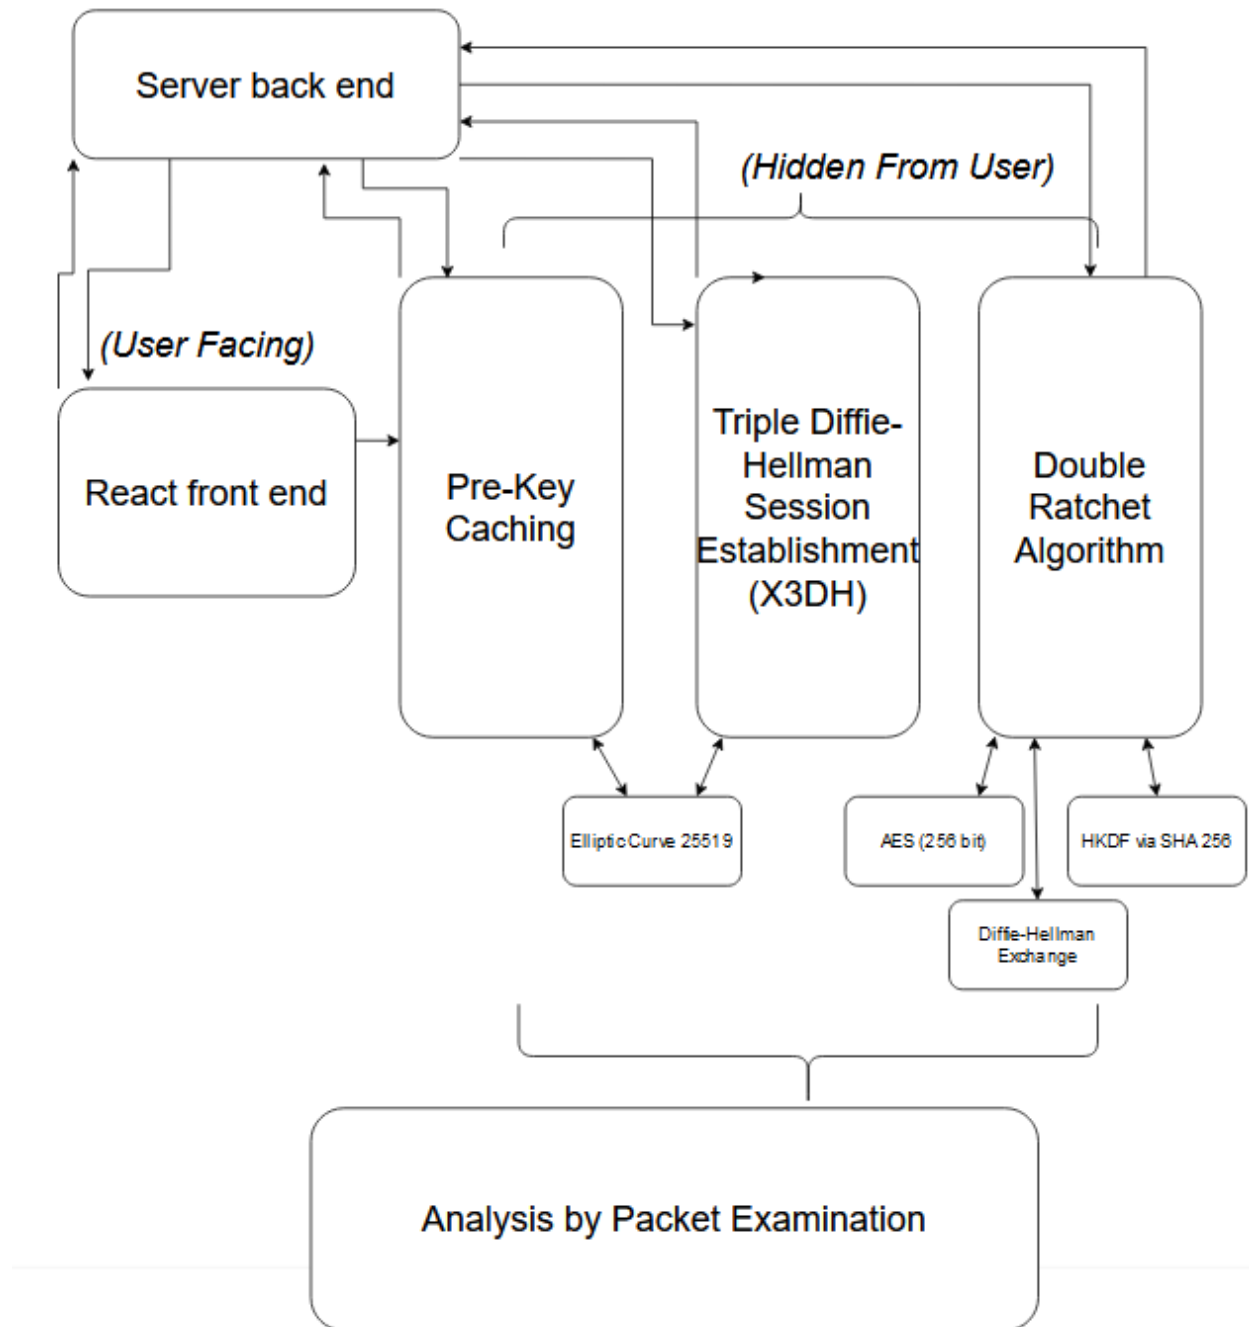 Server back end
(Hidden From User)
(User Facing)
React front end
Pre-Key
Caching
Triple Diffie-
Hellman
Session
Establishment
(X3DH)
Double
Ratchet
Algorithm
Elliptic Curve 25519
AES (256 bit)
HKDF via SHA 256
Diffie-Hellman
Exchange
Analysis by Packet Examination